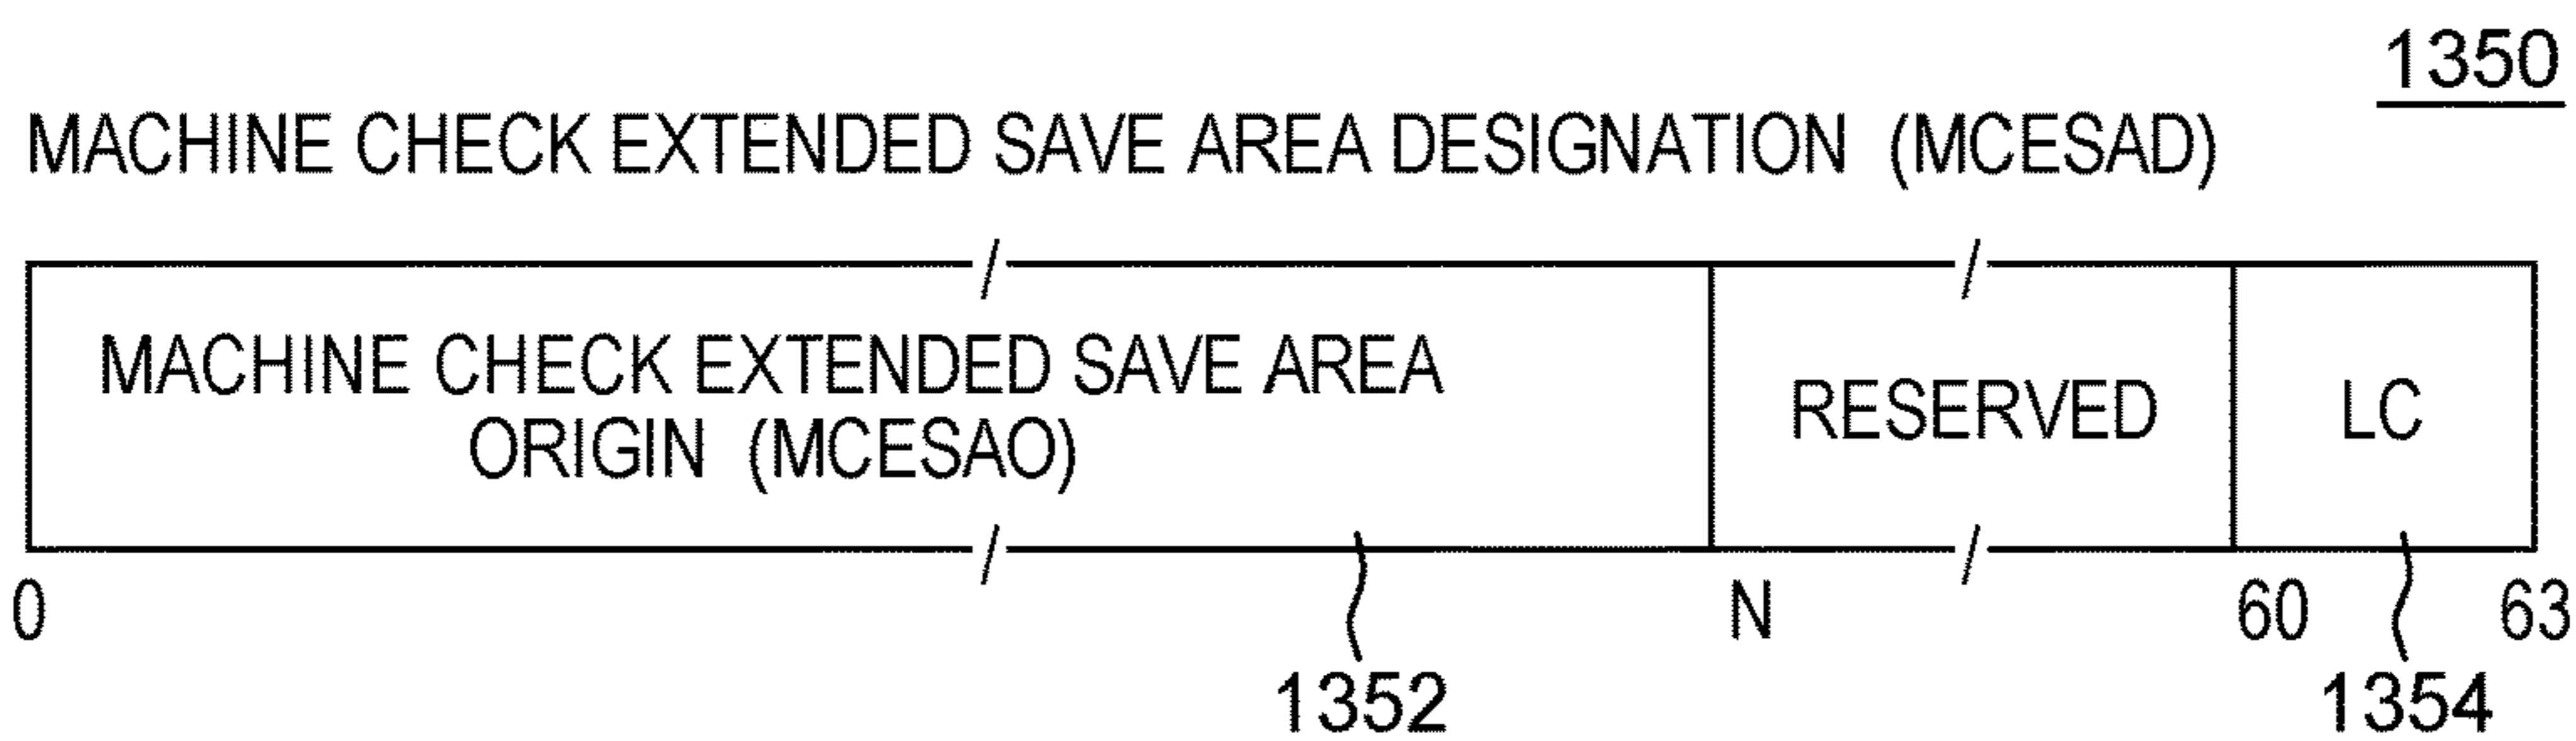 1350
MACHINE CHECK EXTENDED SAVE AREA DESIGNATION (MCESAD)
MACHINE CHECK EXTENDED SAVE AREA
ORIGIN (MCESAO)
RESERVED
LC
0
N
60
63
1352
1354